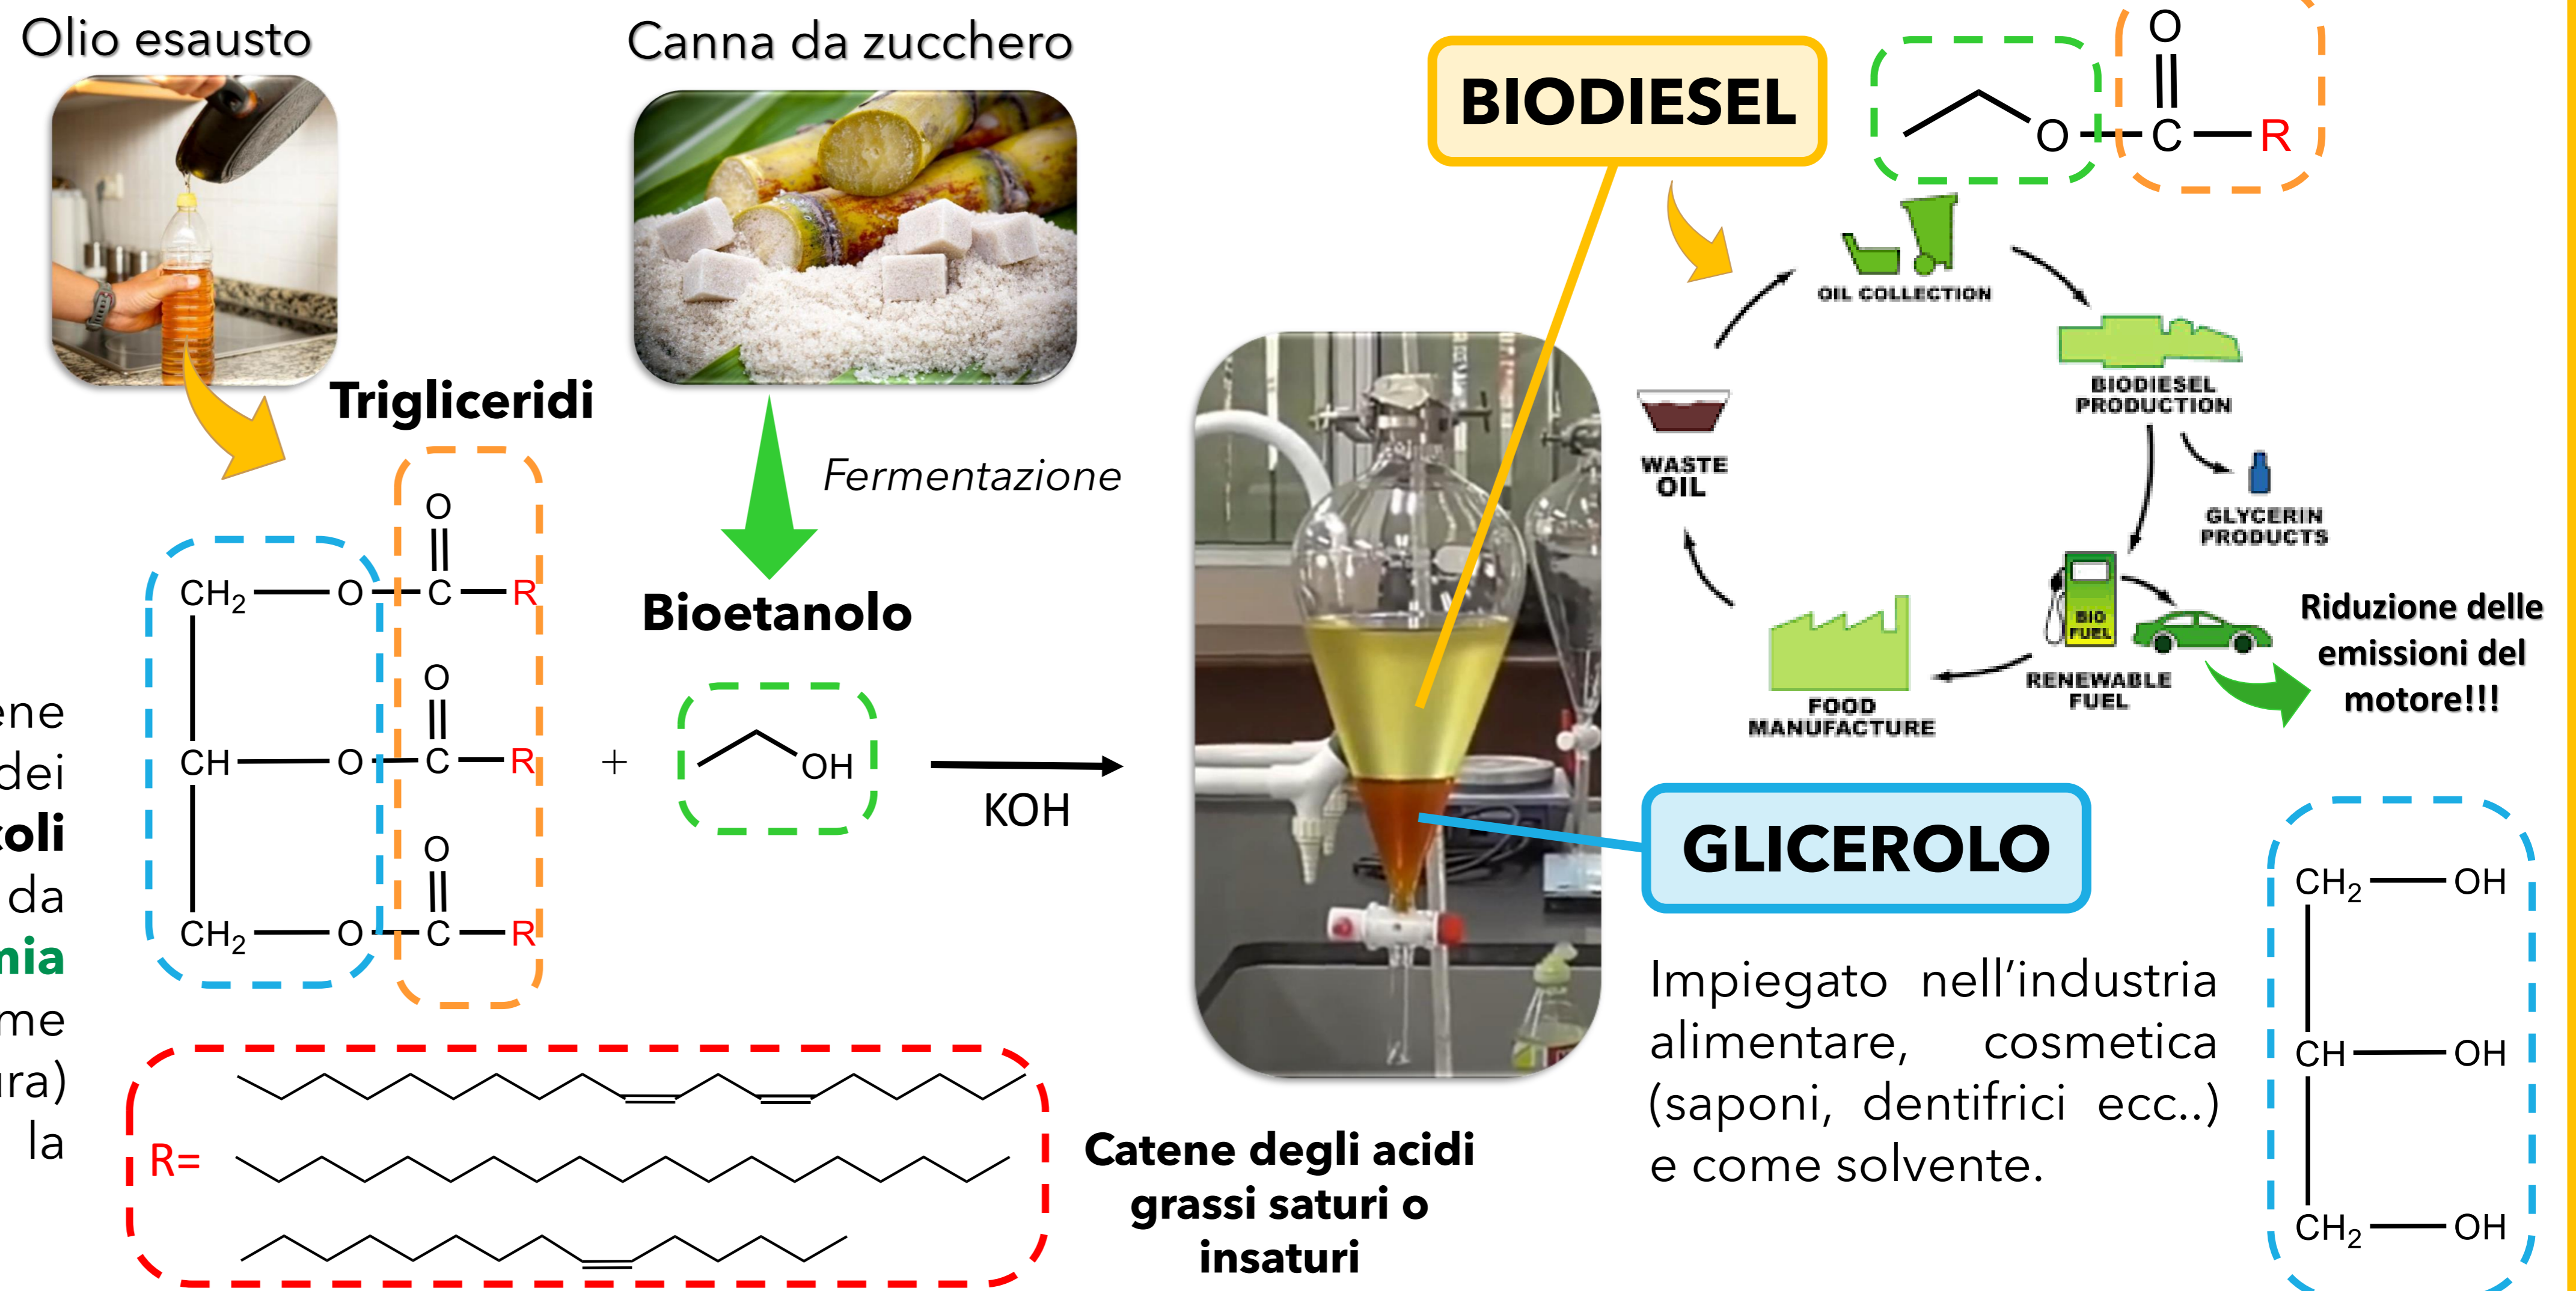 Olio esausto
Canna da zucchero
BIODIESEL
O
O
C
R
OIL COLLECTION
BIODIESEL
PRODUCTION
GLYCERIN
PRODUCTS
BIO
FUEL
RENEWABLE
FUEL
FOOD
MANUFACTURE
WASTE
OIL
Riduzione delle
emissioni del
motore!!!
Trigliceridi
Fermentazione
Bioetanolo
O
CH₂ O C R
O
CH O C R
O
CH₂ O C R
+
OH
KOH
GLICEROLO
Impiegato nell'industria
alimentare, cosmetica
(saponi, dentifrici ecc..)
e come solvente.
CH₂ OH
CH OH
CH₂ OH
R=
Catene degli acidi
grassi saturi o
insaturi
ene
dei
coli
da
mia
me
ura)
la